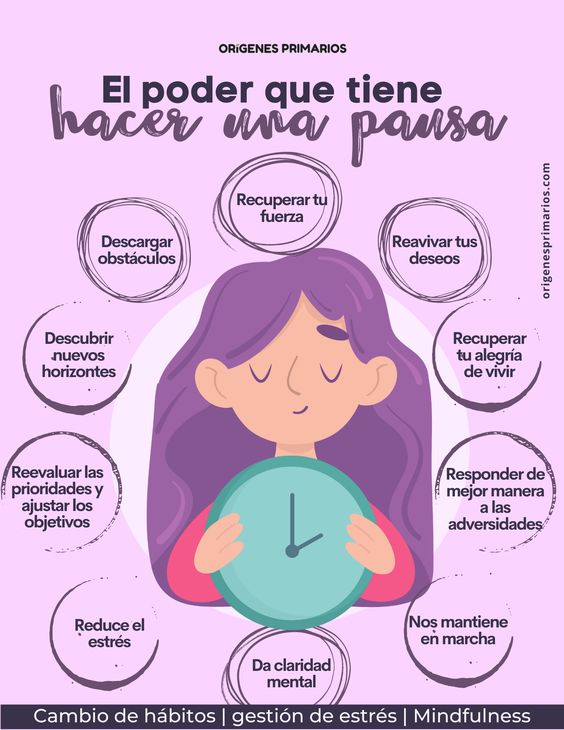 ORíGENES PRIMARIOS
El poder que tiene
hacer una pausa
origenesprimarios.com
Recuperar tu
fuerza
Descargar
obstáculos
Reavivar tus
deseos
Descubrir
nuevos
horizontes
Recuperar
tu alegría
de vivir
Reevaluar las
prioridades y
ajustar los
objetivos
Responder de
mejor manera
a las
adversidades
Reduce el
estrés
Nos mantiene
en marcha
Da claridad
mental
Cambio de hábitos | gestión de estrés | Mindfulness